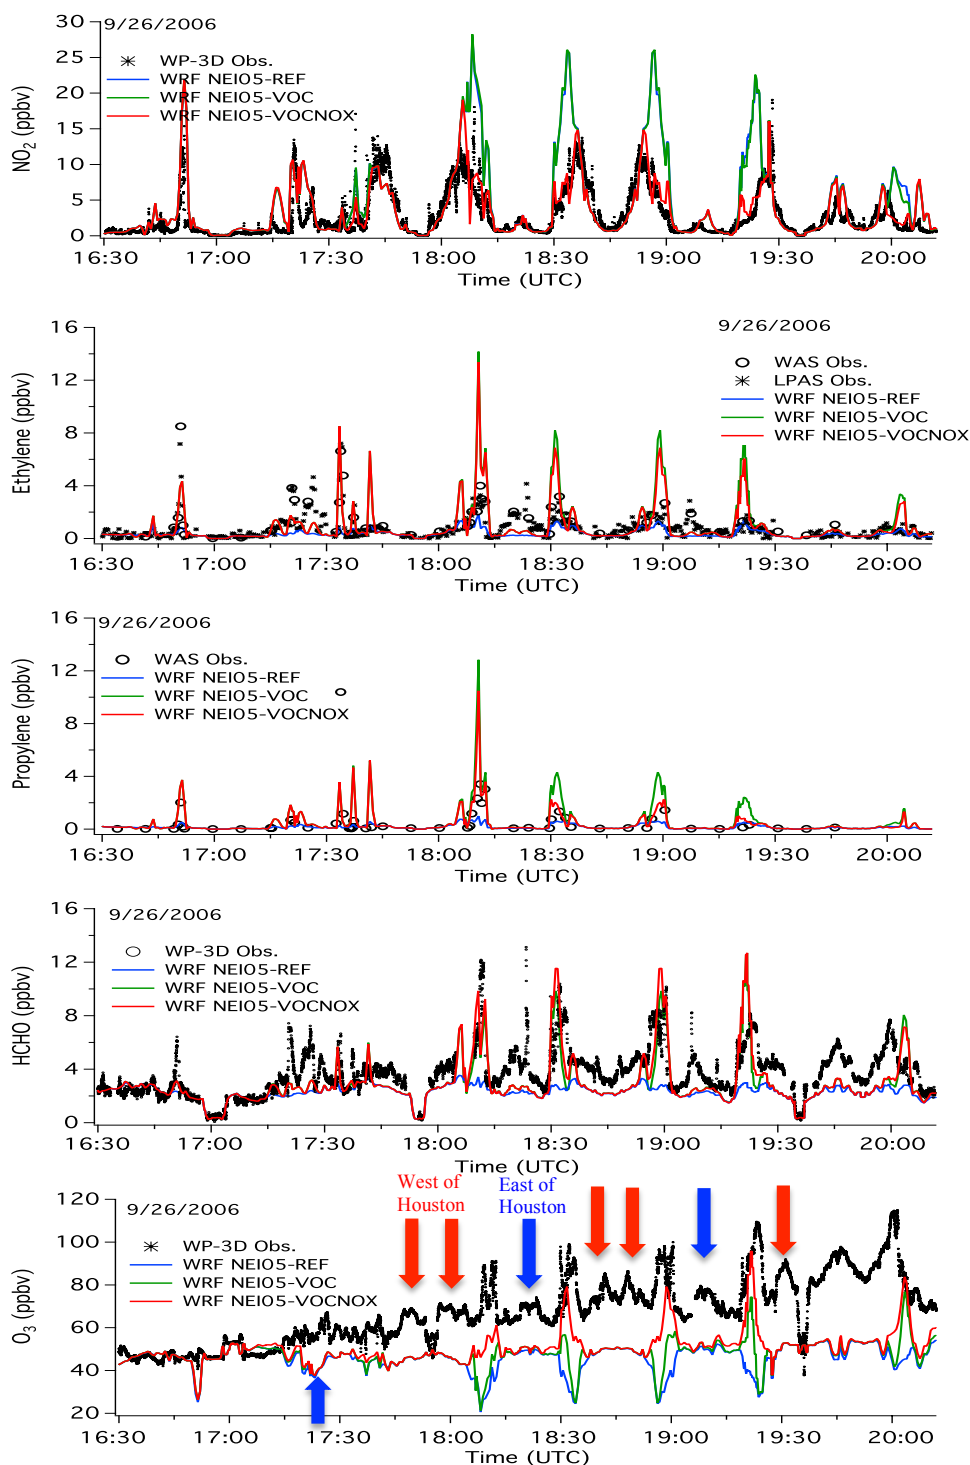 9/26/2006
WP-3D Obs.
WRF NEI05-REF
WRF NEI05-VOC
WRF NEI05-VOCNOX
NO2 (ppbv)
30
25
20
15
10
5
0
16:30 17:00 17:30 18:00 18:30 19:00 19:30 20:00
Time (UTC)
9/26/2006
WAS Obs.
LPAS Obs.
WRF NEI05-REF
WRF NEI05-VOC
WRF NEI05-VOCNOX
Ethylene (ppbv)
16
12
8
4
0
16:30 17:00 17:30 18:00 18:30 19:00 19:30 20:00
Time (UTC)
9/26/2006
WAS Obs.
WRF NEI05-REF
WRF NEI05-VOC
WRF NEI05-VOCNOX
Propylene (ppbv)
16
12
8
4
0
16:30 17:00 17:30 18:00 18:30 19:00 19:30 20:00
Time (UTC)
9/26/2006
WP-3D Obs.
WRF NEI05-REF
WRF NEI05-VOC
WRF NEI05-VOCNOX
HCHO (ppbv)
16
12
8
4
0
16:30 17:00 17:30 18:00 18:30 19:00 19:30 20:00
Time (UTC)
West of
Houston
East of
Houston
9/26/2006
WP-3D Obs.
WRF NEI05-REF
WRF NEI05-VOC
WRF NEI05-VOCNOX
O3 (ppbv)
120
100
80
60
40
20
16:30 17:00 17:30 18:00 18:30 19:00 19:30 20:00
Time (UTC)